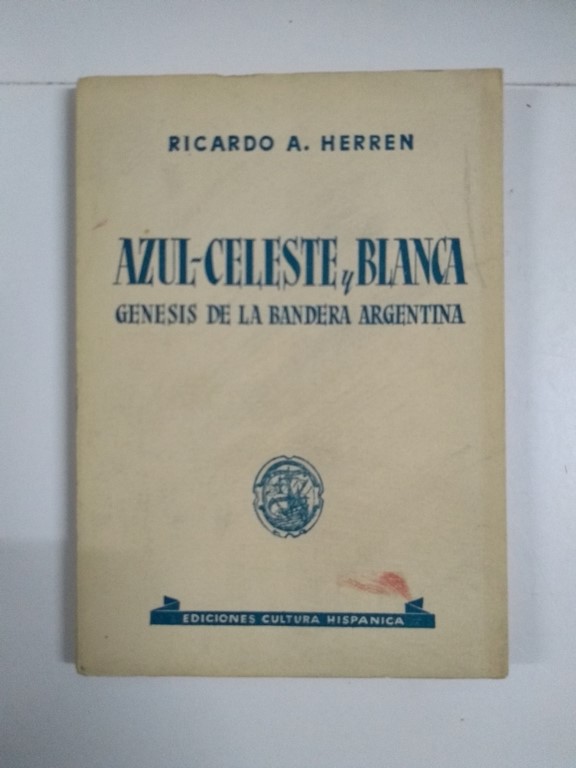 RICARDO A. HERREN
AZUL-CELESTE y BLANCA
GENESIS DE LA BANDERA ARGENTINA
EDICIONES CULTURA HISPANICA